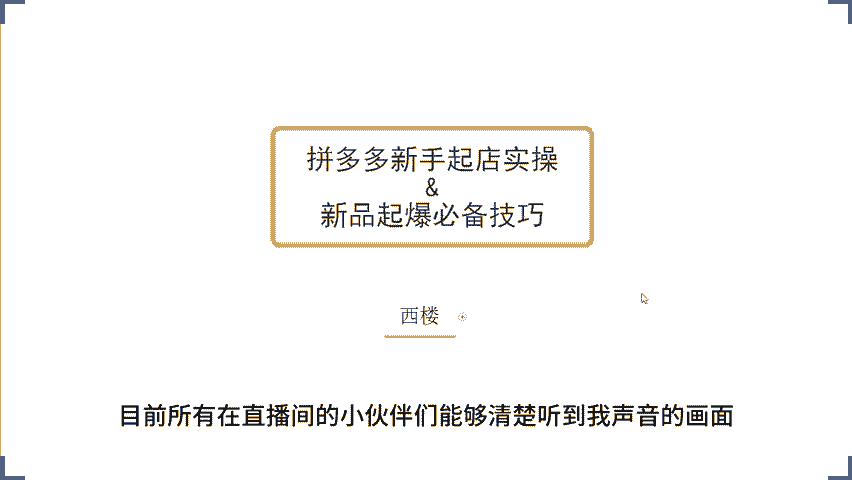 拼多多新手起店实操
&
新品起爆必备技巧
西楼
目前所有在直播间的小伙伴们能够清楚听到我声音的画面